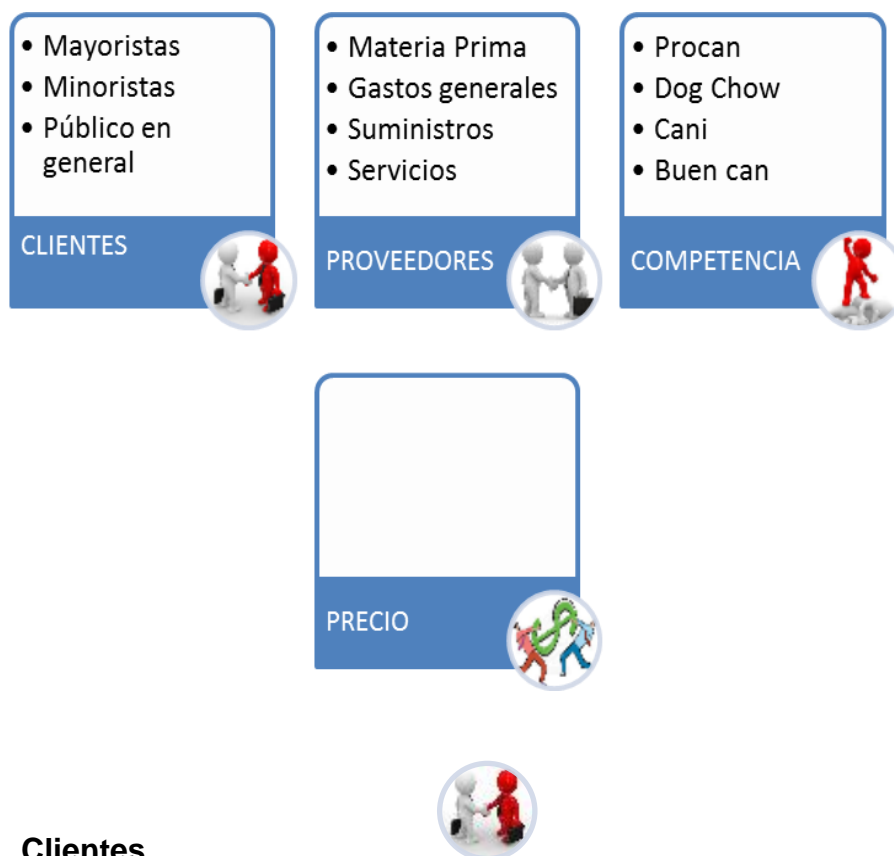 • Mayoristas
• Minoristas
• Público en
general
CLIENTES
• Materia Prima
• Gastos generales
• Suministros
• Servicios
PROVEEDORES
• Procan
• Dog Chow
• Cani
• Buen can
COMPETENCIA
PRECIO
Clientes